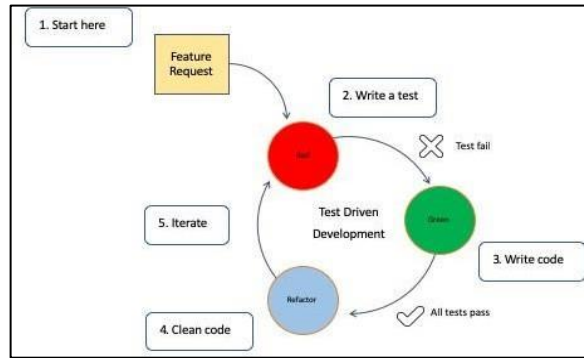 1. Start here
Feature
Request
2. Write a test
Red
Test fail
5. Iterate
Test Driven
Development
Green
3. Write code
Refactor
All tests pass
4. Clean code